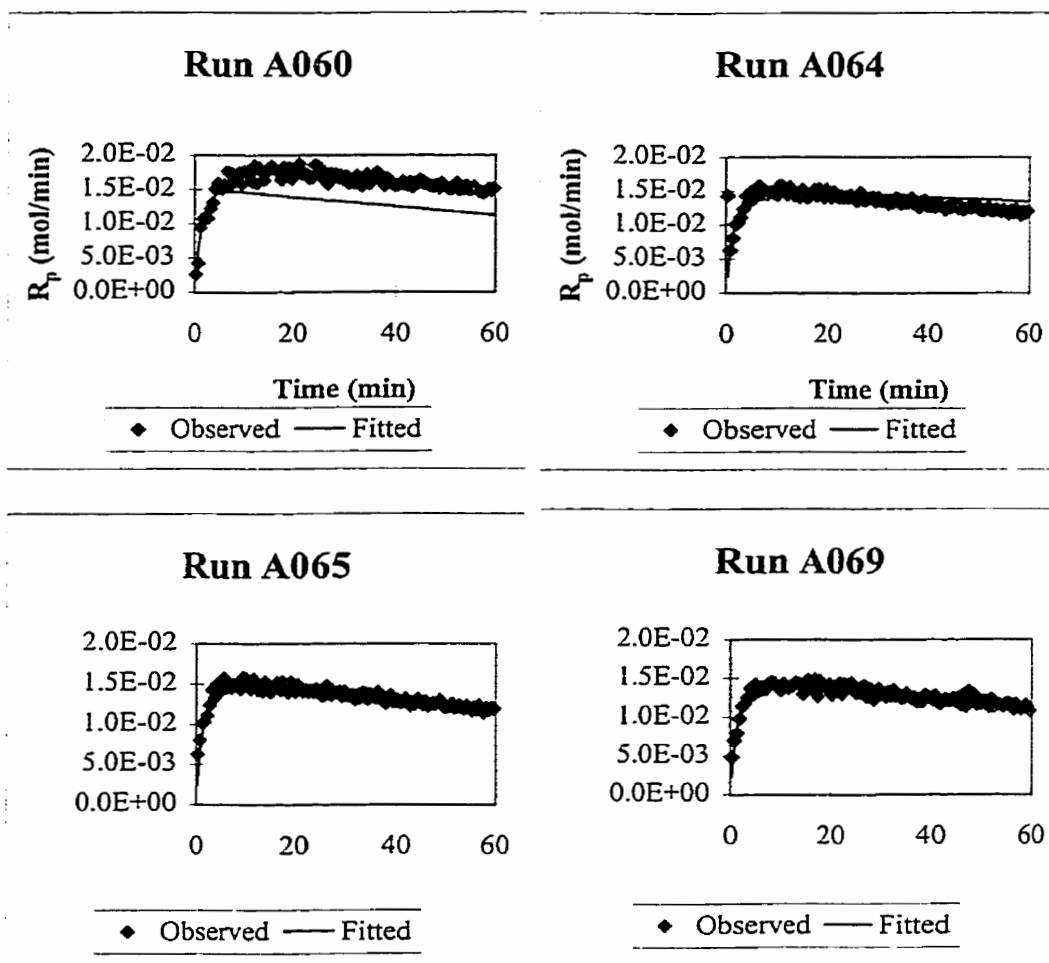 Run A060
R_p (mol/min)
2.0E-02
1.5E-02
1.0E-02
5.0E-03
0.0E+00
0 20 40 60
Time (min)
Observed Fitted
Run A064
R_p (mol/min)
2.0E-02
1.5E-02
1.0E-02
5.0E-03
0.0E+00
0 20 40 60
Time (min)
Observed Fitted
Run A065
2.0E-02
1.5E-02
1.0E-02
5.0E-03
0.0E+00
0 20 40 60
Observed Fitted
Run A069
2.0E-02
1.5E-02
1.0E-02
5.0E-03
0.0E+00
0 20 40 60
Observed Fitted